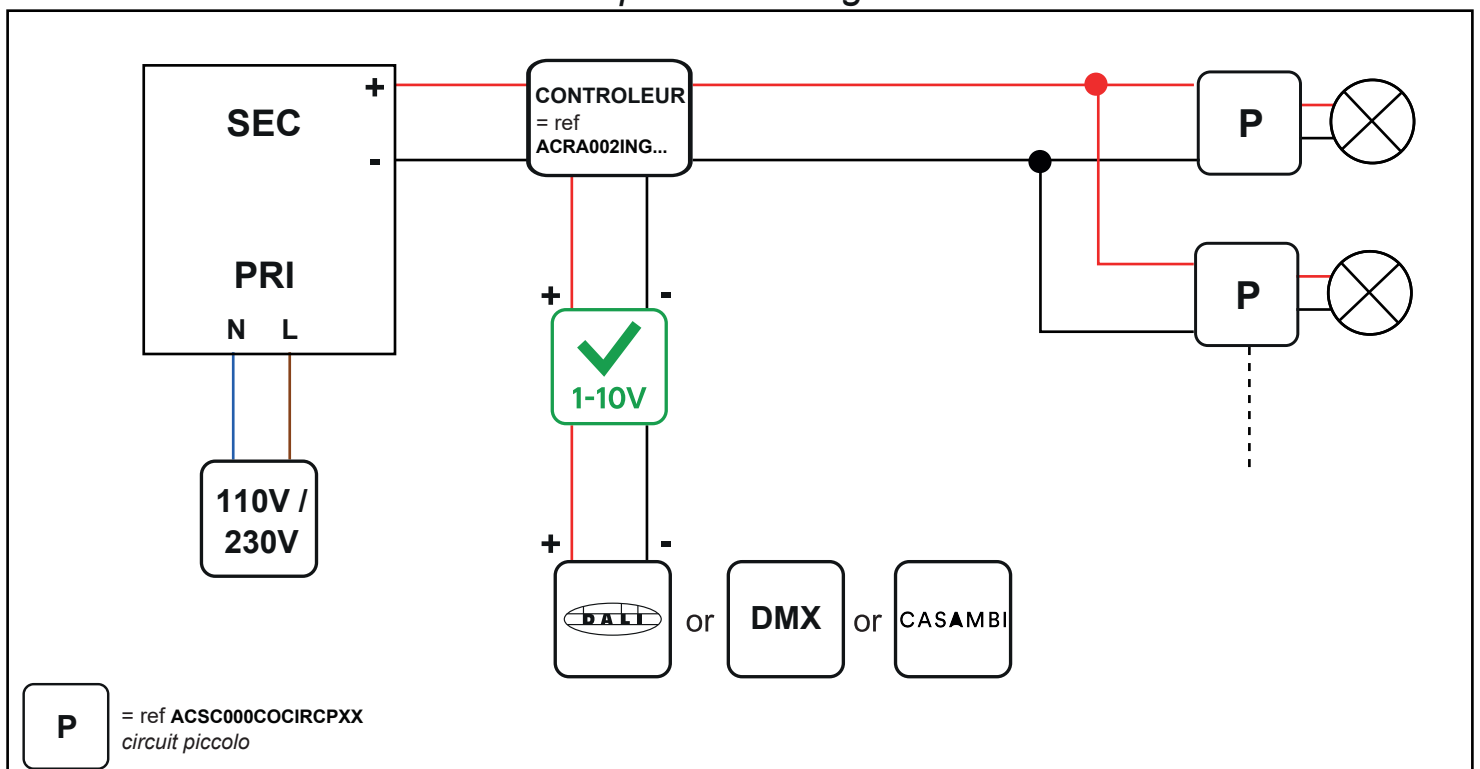 SEC
+
-
PRI
N L
110V /
230V
CONTROLEUR
= ref
ACRA002ING...
+ -
1-10V
+ -
DALI or DMX or CASAMBI
P
P
P = ref ACSC000COCIRCPXX
circuit piccolo